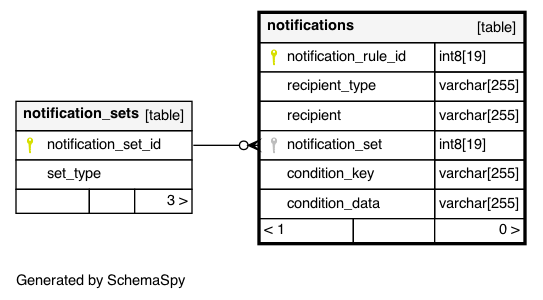 notifications [table]
notification_rule_id int8[19]
recipient_type varchar[255]
recipient varchar[255]
notification_set int8[19]
condition_key varchar[255]
condition_data varchar[255]
< 1 0 >
notification_sets [table]
notification_set_id
set_type
3 >
Generated by SchemaSpy